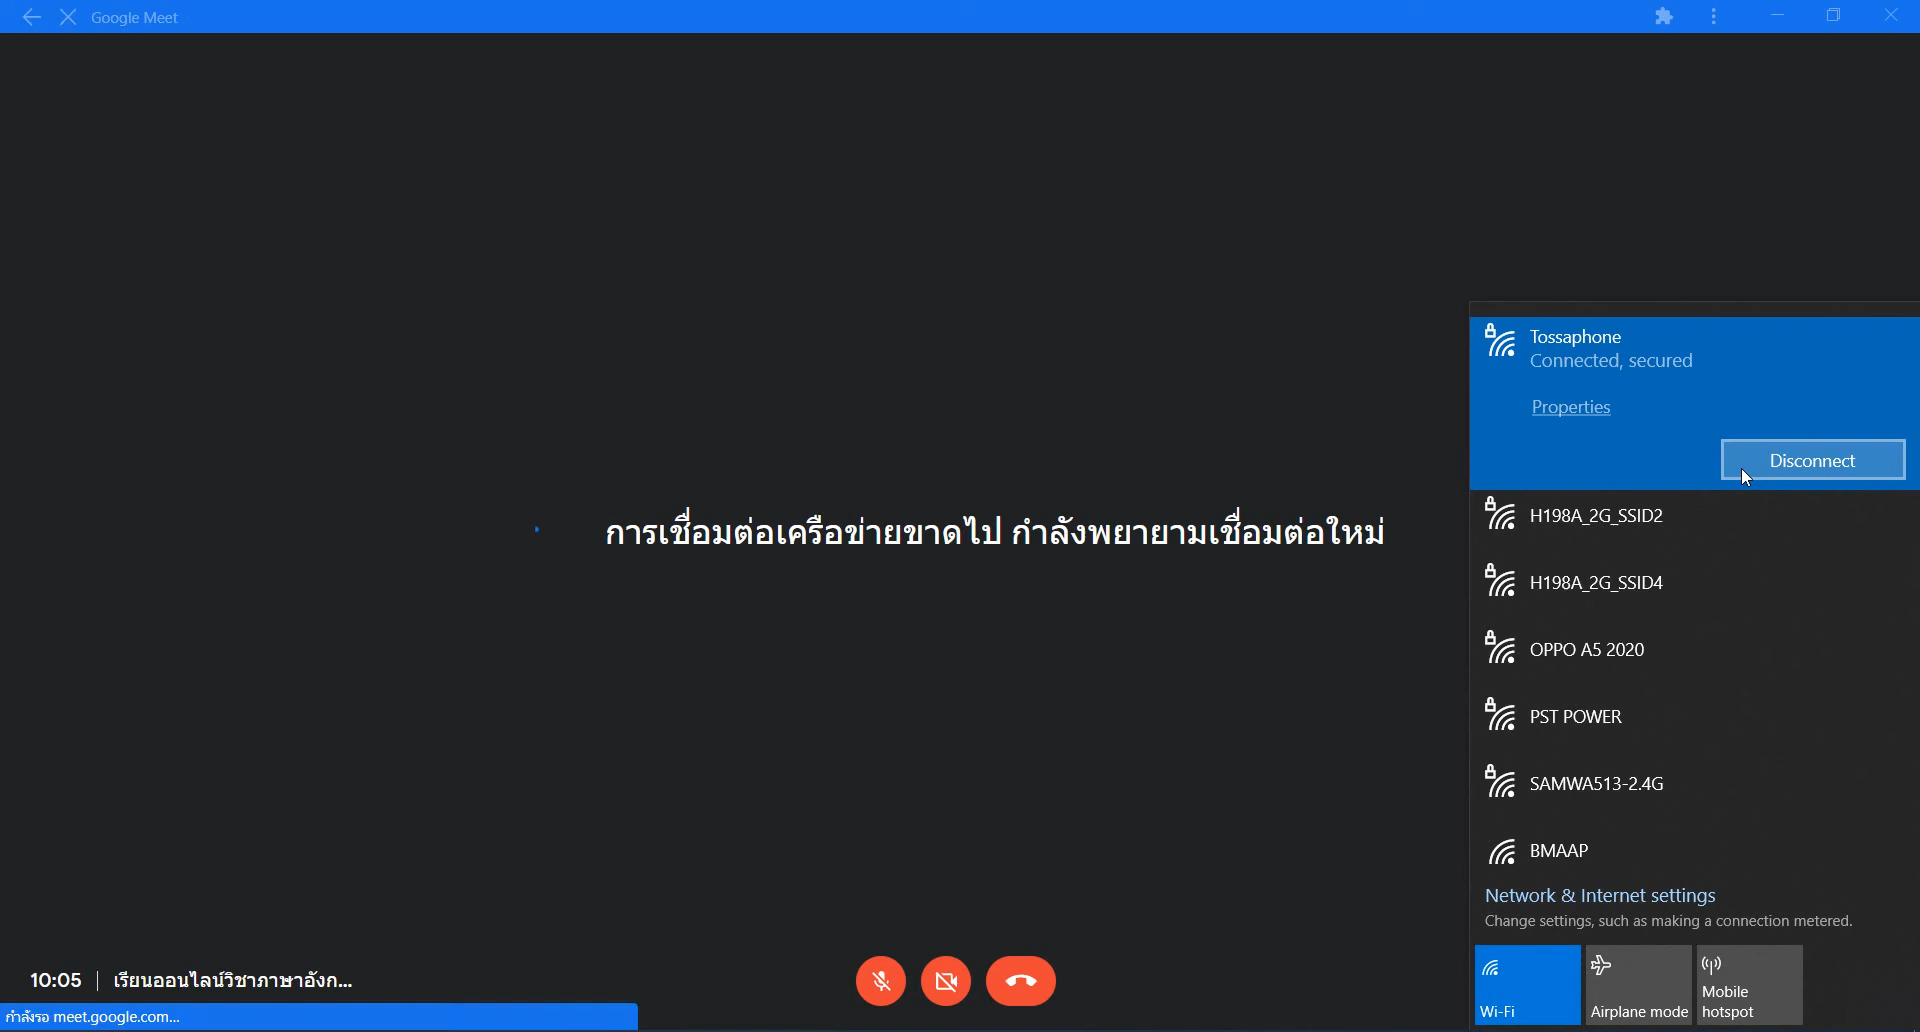 Google Meet
Tossaphone
Connected, secured
Properties
Disconnect
H198A_2G_SSID2
การเชื่อมต่อเครือข่ายขาดไป กำลังพยายามเชื่อมต่อใหม่
H198A_2G_SSID4
OPPO A5 2020
PST POWER
SAMWA513-2.4G
BMAAP
Network & Internet settings
Change settings, such as making a connection metered.
10:05 | เรียนออนไลน์วิชาภาษาอังก...
กำลังรอ meet.google.com...
Wi-Fi
Airplane mode
Mobile
hotspot